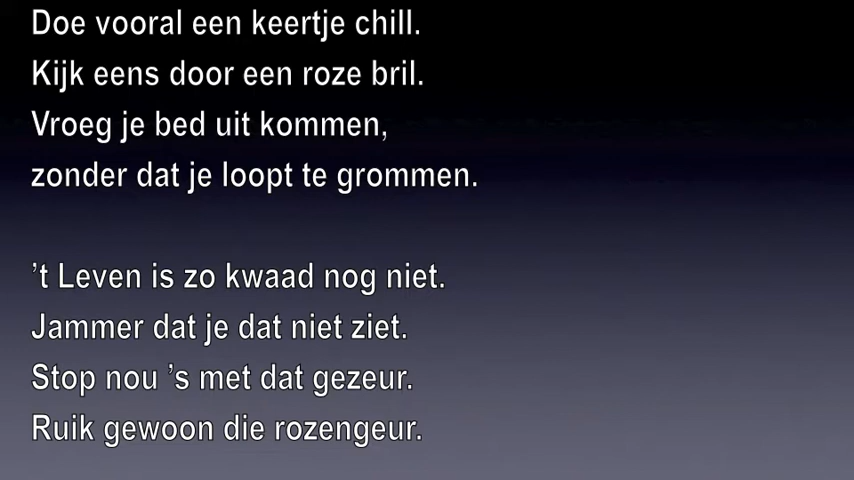 Doe vooral een keertje chill.
Kijk eens door een roze bril.
Vroeg je bed uit kommen,
zonder dat je loopt te grommen.
’t Leven is zo kwaad nog niet.
Jammer dat je dat niet ziet.
Stop nou ’s met dat gezeur.
Ruik gewoon die rozengeur.